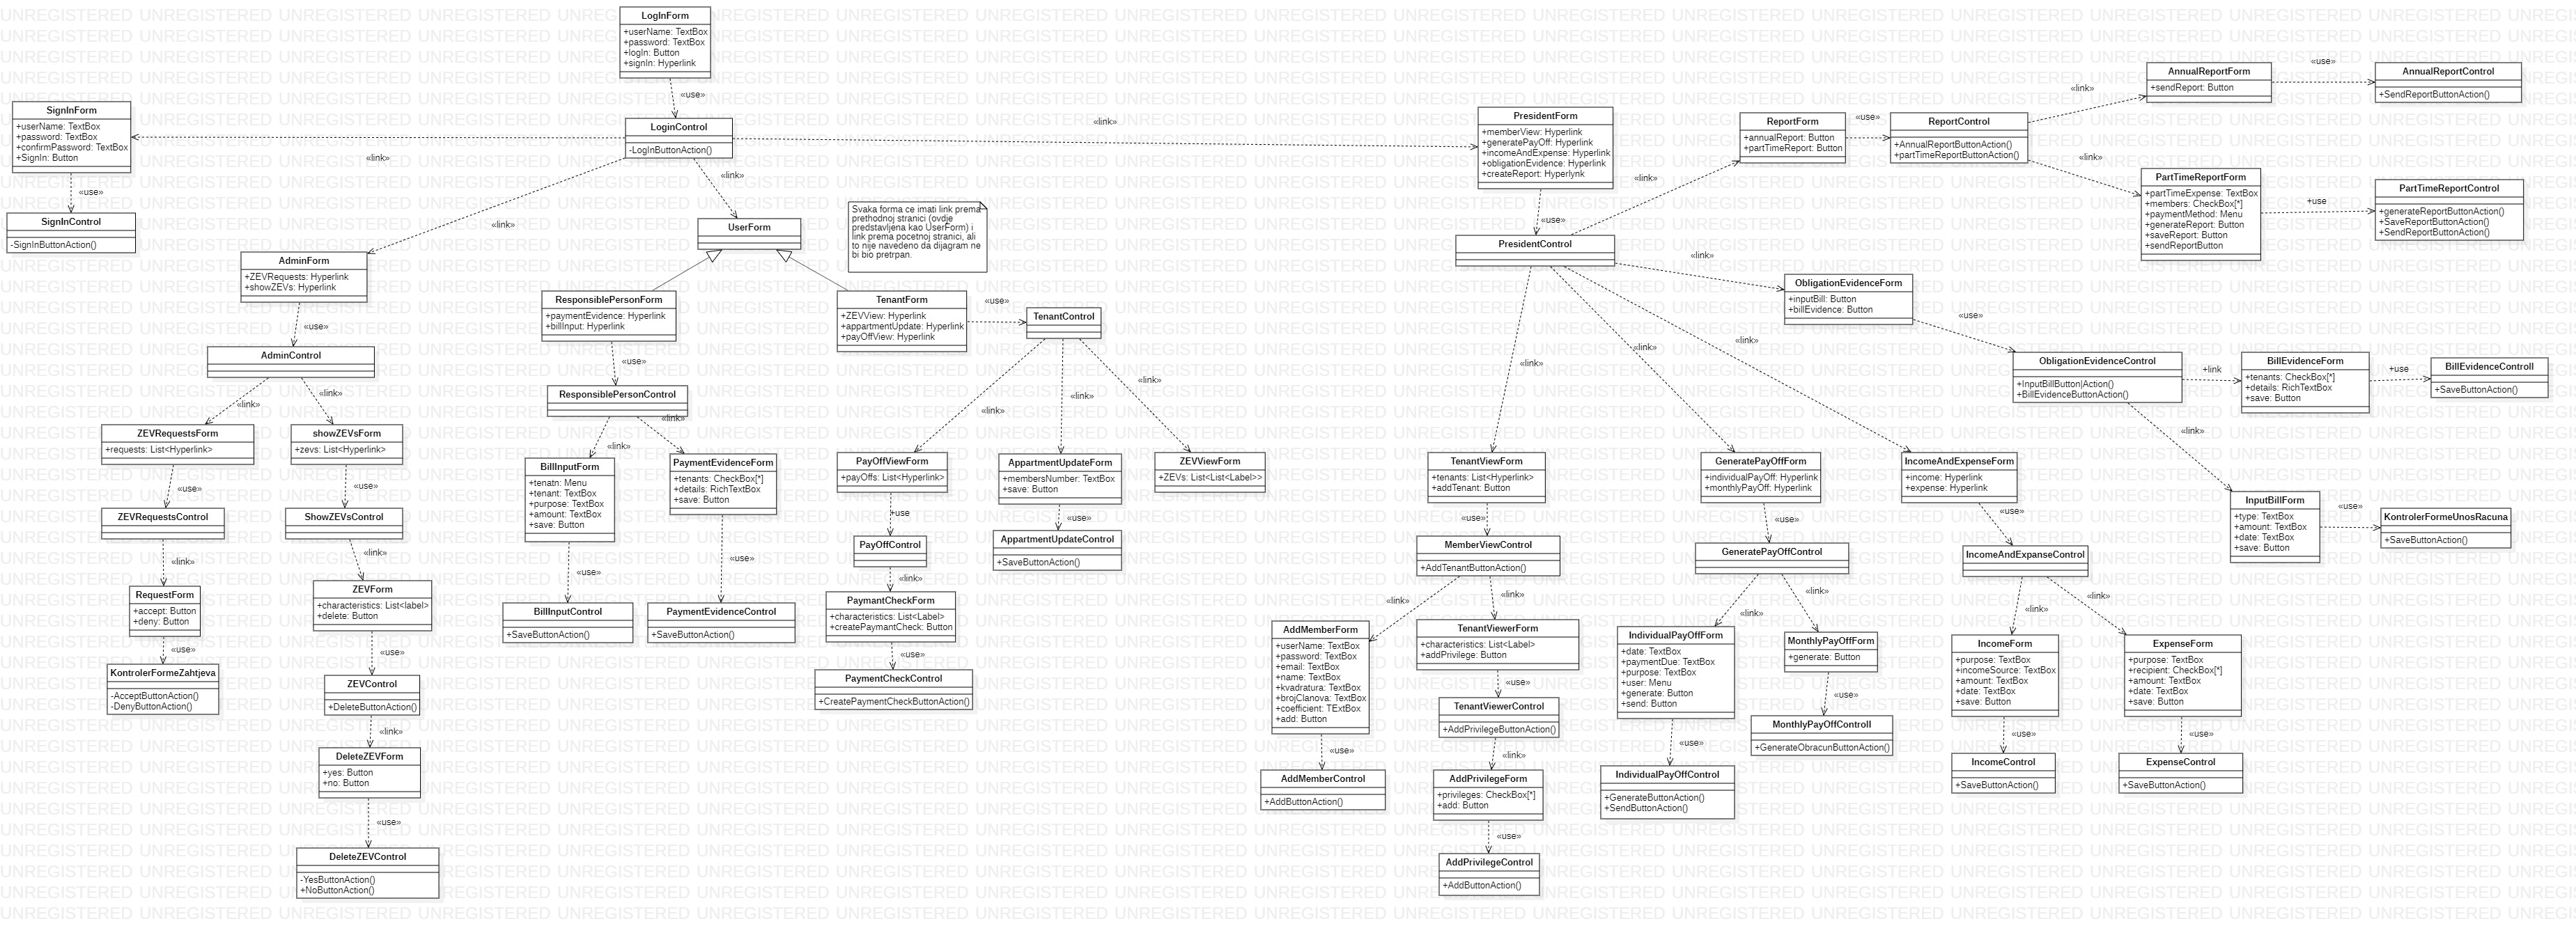 LogInForm
+userName: TextBox
+password: TextBox
+logIn: Button
+signIn: Hyperlink
«use»
LoginControl
-LogInButtonAction()
«link»
«link»
«link»
«link»
SignInForm
+userName: TextBox
+password: TextBox
+confirmPassword: TextBox
+SignIn: Button
«use»
SignInControl
-SignInButtonAction()
AdminForm
+ZEVRequests: Hyperlink
+showZEVs: Hyperlink
«use»
AdminControl
«link»
«link»
ZEVRequestsForm
+requests: List<Hyperlink>
«use»
ZEVRequestsControl
«link»
RequestForm
+accept: Button
+deny: Button
«use»
KontrolerFormeZahtjeva
-AcceptButtonAction()
-DenyButtonAction()
showZEVsForm
+zevs: List<Hyperlink>
«use»
ShowZEVsControl
«link»
ZEVForm
+characteristics: List<label>
+delete: Button
«use»
ZEVControl
+DeleteButtonAction()
«link»
DeleteZEVForm
+yes: Button
+no: Button
«use»
DeleteZEVControl
-YesButtonAction()
+NoButtonAction()
UserForm
Svaka forma ce imati link prema
prethodnoj stranici (ovdje
predstavljena kao UserForm) i
link prema pocetnoj stranici, ali
to nije navedeno da dijagram ne
bi bio pretrpan.
ResponsiblePersonForm
+paymentEvidence: Hyperlink
+billInput: Hyperlink
«use»
ResponsiblePersonControl
«link»
«link»
BillInputForm
+tenatn: Menu
+tenant: TextBox
+purpose: TextBox
+amount: TextBox
+save: Button
«use»
BillInputControl
+SaveButtonAction()
PaymentEvidenceForm
+tenants: CheckBox[*]
+details: RichTextBox
+save: Button
«use»
PaymentEvidenceControl
+SaveButtonAction()
TenantForm
+ZEVView: Hyperlink
+appartmentUpdate: Hyperlink
+payOffView: Hyperlink
«use»
TenantControl
«link»
«link»
«link»
PayOffViewForm
+payOffs: List<Hyperlink>
+use
PayOffControl
«link»
PaymantCheckForm
+characteristics: List<Label>
+createPaymantCheck: Button
«use»
PaymentCheckControl
+CreatePaymentCheckButtonAction()
AppartmentUpdateForm
+membersNumber: TextBox
+save: Button
«use»
AppartmentUpdateControl
+SaveButtonAction()
ZEVViewForm
+ZEVs: List<List<Label>>
PresidentForm
+memberView: Hyperlink
+generatePayOff: Hyperlink
+incomeAndExpense: Hyperlink
+obligationEvidence: Hyperlink
+createReport: Hyperlynk
«use»
PresidentControl
«link»
«link»
«link»
«link»
«link»
ReportForm
+annualReport: Button
+partTimeReport: Button
«use»
ReportControl
+AnnualReportButtonAction()
+partTimeReportButtonAction()
«link»
«link»
AnnualReportForm
+sendReport: Button
«use»
AnnualReportControl
+SendReportButtonAction()
PartTimeReportForm
+partTimeExpense: TextBox
+members: CheckBox[*]
+paymentMethod: Menu
+generateReport: Button
+saveReport: Button
+sendReportButton
+use
PartTimeReportControl
+generateReportButtonAction()
+SaveReportButtonAction()
+SendReportButtonAction()
ObligationEvidenceForm
+inputBill: Button
+billEvidence: Button
«use»
ObligationEvidenceControl
+InputBillButton|Action()
+BillEvidenceButtonAction()
+link
BillEvidenceForm
+tenants: CheckBox[*]
+details: RichTextBox
+save: Button
+use
BillEvidenceControll
+SaveButtonAction()
«link»
InputBillForm
+type: TextBox
+amount: TextBox
+date: TextBox
+save: Button
«use»
KontrolerFormeUnosRacuna
+SaveButtonAction()
TenantViewForm
+tenants: List<Hyperlink>
+addTenant: Button
«use»
MemberViewControl
+AddTenantButtonAction()
«link»
«link»
AddMemberForm
+userName: TextBox
+password: TextBox
+email: TextBox
+name: TextBox
+kvadratura: TextBox
+brojClanova: TextBox
+coefficient: TExtBox
+add: Button
«use»
AddMemberControl
+AddButtonAction()
TenantViewerForm
+characteristics: List<Label>
+addPrivilege: Button
«use»
TenantViewerControl
+AddPrivilegeButtonAction()
«link»
AddPrivilegeForm
+privileges: CheckBox[*]
+add: Button
«use»
AddPrivilegeControl
+AddButtonAction()
GeneratePayOffForm
+individualPayOff: Hyperlink
+monthlyPayOff: Hyperlink
«use»
GeneratePayOffControl
«link»
«link»
IndividualPayOffForm
+date: TextBox
+paymentDue: TextBox
+purpose: TextBox
+user: Menu
+generate: Button
+send: Button
«use»
IndividualPayOffControl
+GenerateButtonAction()
+SendButtonAction()
MonthlyPayOffForm
+generate: Button
«use»
MonthlyPayOffControll
+GenerateObracunButtonAction()
IncomeAndExpenseForm
+income: Hyperlink
+expense: Hyperlink
«use»
IncomeAndExpanseControl
«link»
«link»
IncomeForm
+purpose: TextBox
+incomeSource: TextBox
+amount: TextBox
+date: TextBox
+save: Button
«use»
IncomeControl
+SaveButtonAction()
ExpenseForm
+purpose: TextBox
+recipient: CheckBox[*]
+amount: TextBox
+date: TextBox
+save: Button
«use»
ExpenseControl
+SaveButtonAction()